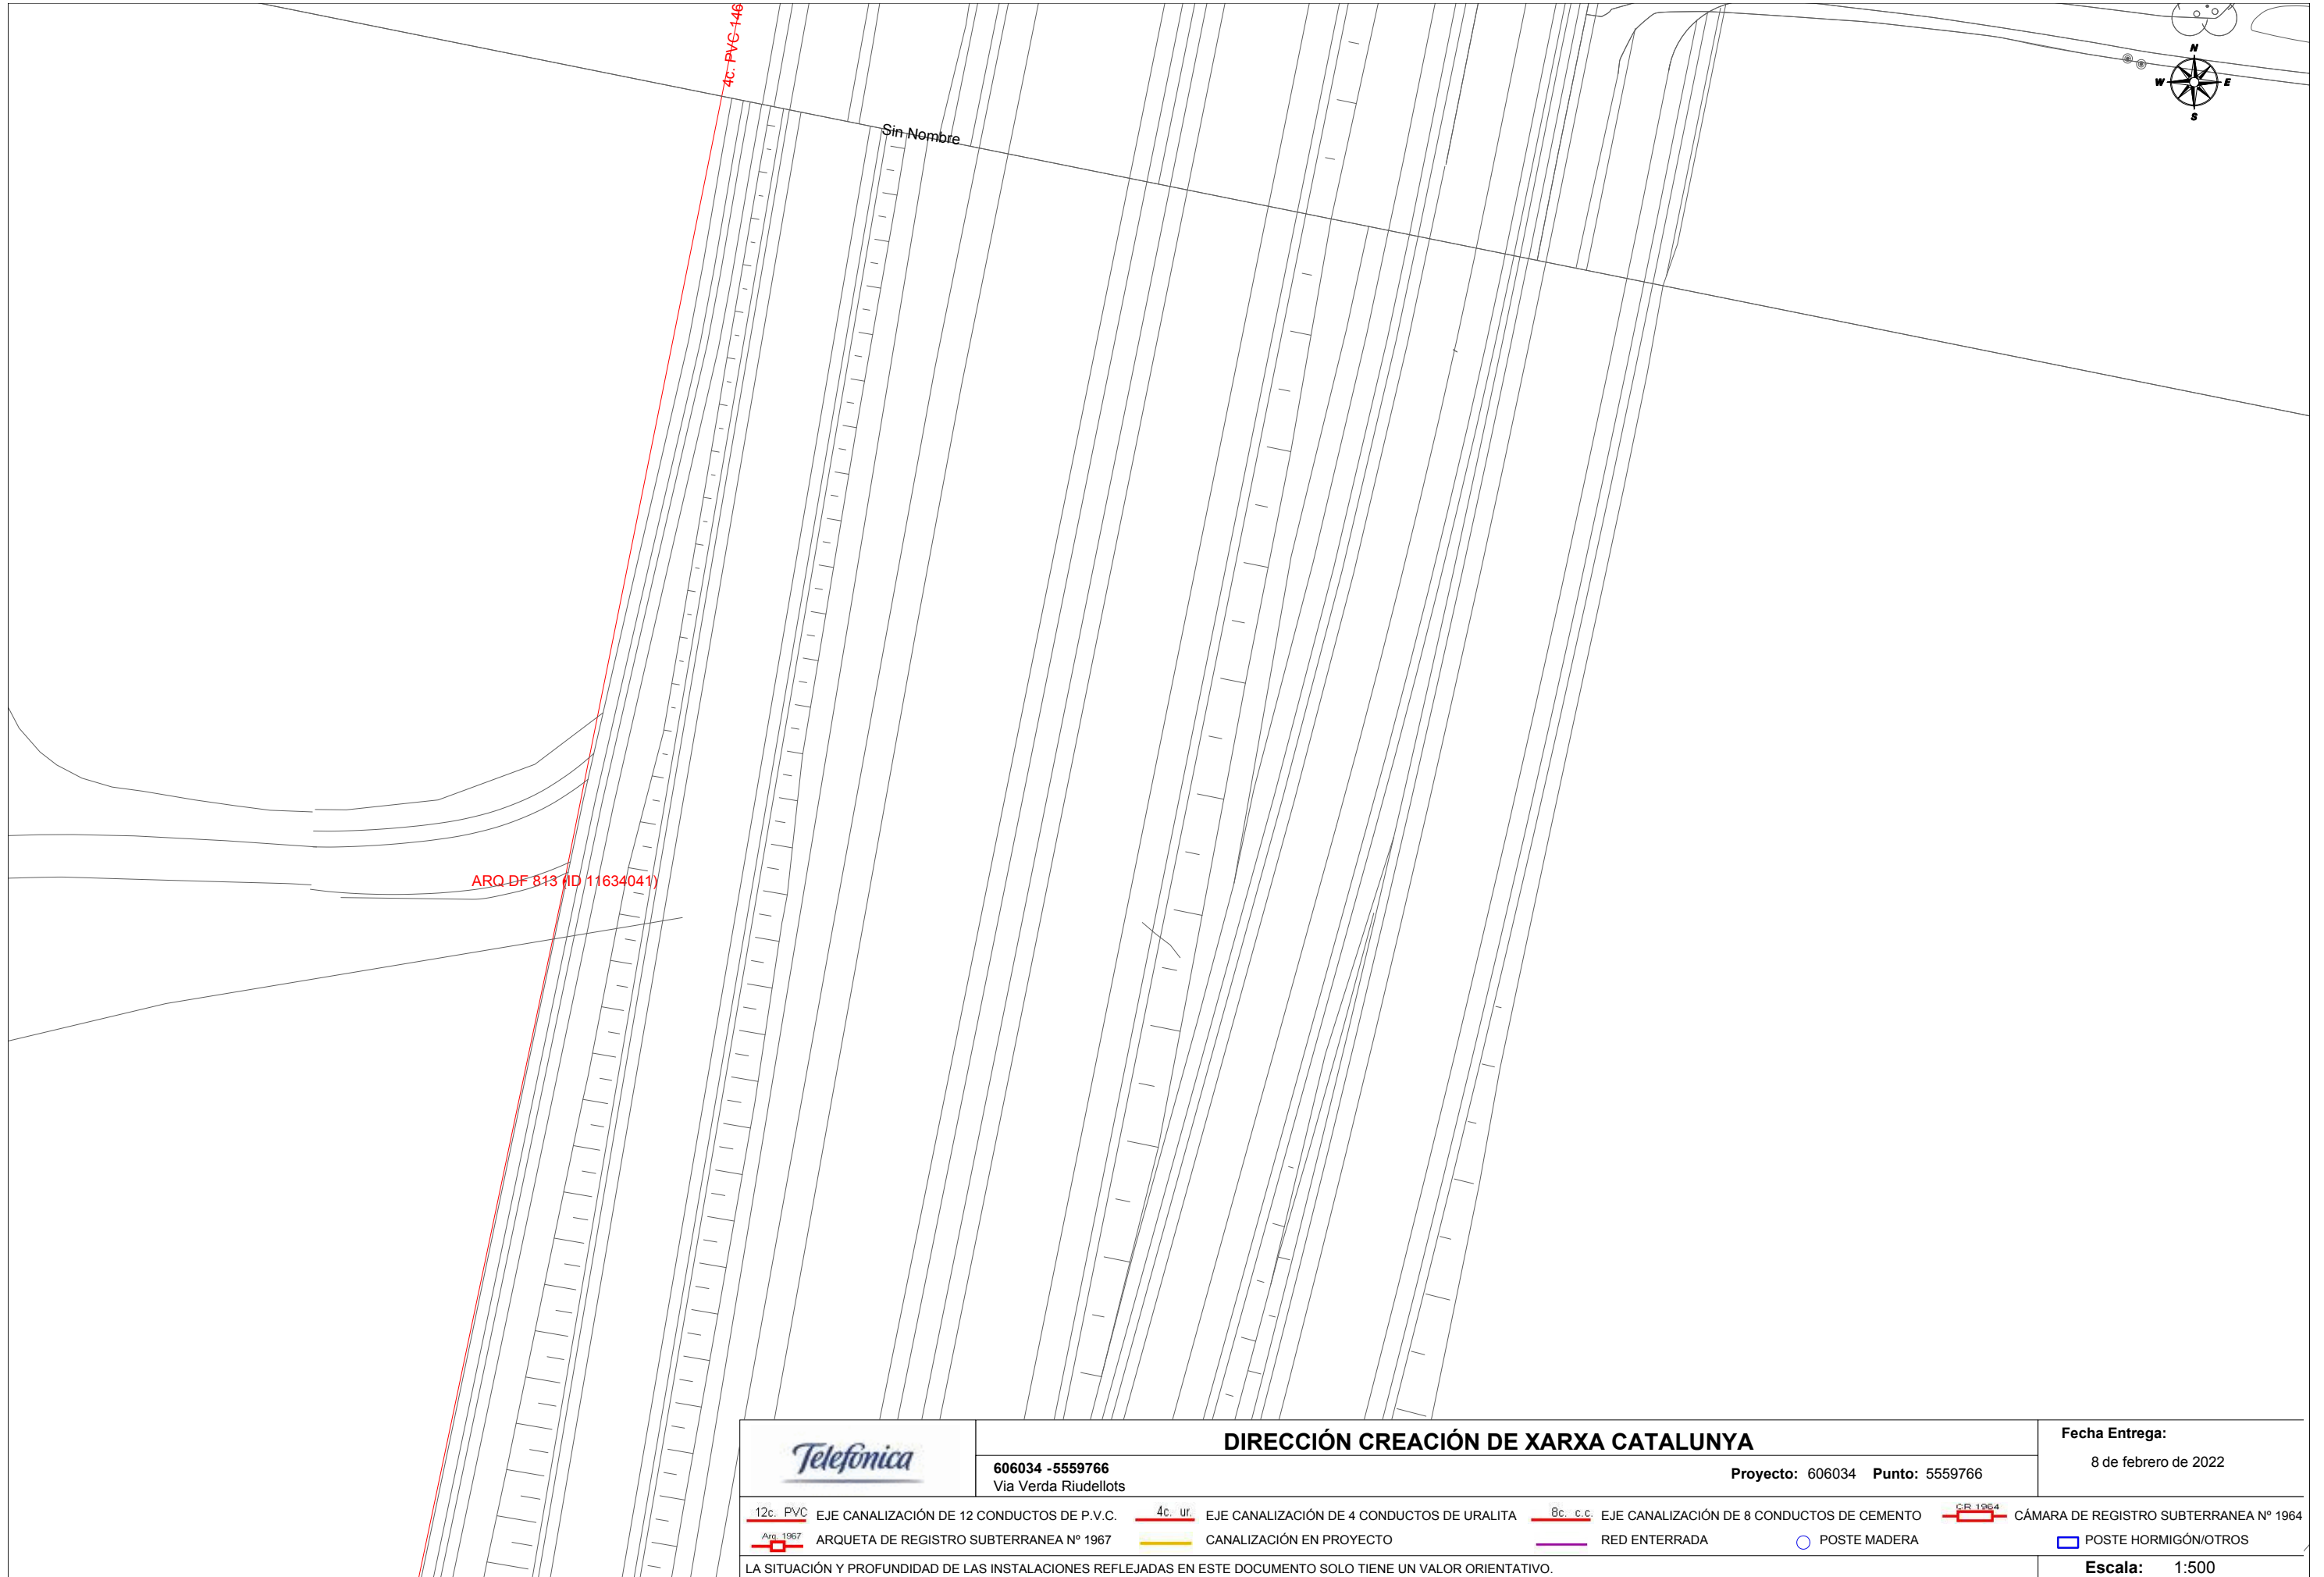 4c. PVC 146
N
W E
S
Sin Nombre
ARQ DF 813 (ID 11634041)
Telefónica
DIRECCIÓN CREACIÓN DE XARXA CATALUNYA
606034 -5559766
Via Verda Riudellots
Proyecto: 606034 Punto: 5559766
Fecha Entrega:
8 de febrero de 2022
12c. PVC EJE CANALIZACIÓN DE 12 CONDUCTOS DE P.V.C. 4c. ur. EJE CANALIZACIÓN DE 4 CONDUCTOS DE URALITA 8c. c.c. EJE CANALIZACIÓN DE 8 CONDUCTOS DE CEMENTO CR 1964 CÁMARA DE REGISTRO SUBTERRANEA Nº 1964
Arq. 1967 ARQUETA DE REGISTRO SUBTERRANEA Nº 1967 CANALIZACIÓN EN PROYECTO RED ENTERRADA POSTE MADERA POSTE HORMIGÓN/OTROS
LA SITUACIÓN Y PROFUNDIDAD DE LAS INSTALACIONES REFLEJADAS EN ESTE DOCUMENTO SOLO TIENE UN VALOR ORIENTATIVO.
Escala: 1:500